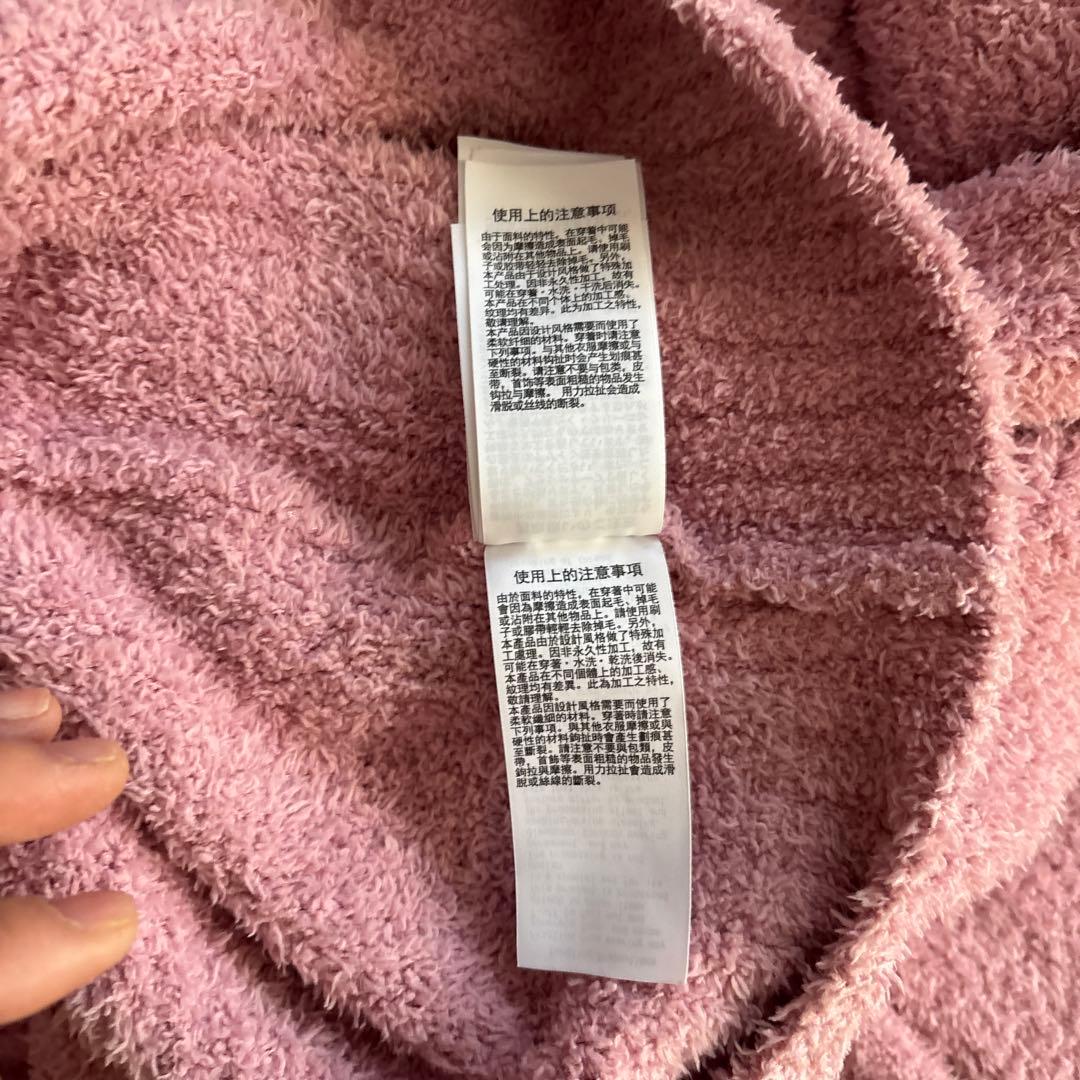 使用上的注意事项
由于面料的特性，在穿著中可能
会因为摩擦造成表面起毛、掉毛
或沾附在其他物品上。请使用刷
子或胶带轻轻去除掉毛。另外，
本产品由于设计风格做了特殊加
工处理。因非永久性加工，故有
可能在穿著・水洗・干洗后消失。
本产品在不同个体上的加工感、
纹理均有差异。此为加工之特性，
敬请理解。
本产品因设计风格需要而使用了
柔软纤细的材料。穿着时请注意
下列事项。与其他衣服摩擦或与
硬性的材料钩扯时会产生划痕甚
至断裂。请注意不要与包类，皮
带，首饰等表面粗糙的物品发生
钩拉与摩擦。用力拉扯会造成
滑脱或丝线的断裂。
使用上的注意事項
由於面料的特性，在穿著中可能
會因為摩擦造成表面起毛、掉毛
或沾附在其他物品上。請使用刷
子或膠帶輕輕去除掉毛。另外，
本產品由於設計風格做了特殊加
工處理。因非永久性加工，故有
可能在穿著・水洗・乾洗後消失。
本產品在不同個體上的加工感、
紋理均有差異。此為加工之特性，
敬請理解。
本產品因設計風格需要而使用了
柔軟纖細的材料。穿著時請注意
下列事項。與其他衣服摩擦或與
硬性的材料鉤扯時會產生劃痕甚
至斷裂。請注意不要與包類，皮
帶，首飾等表面粗糙的物品發生
鉤拉與摩擦。用力拉扯會造成滑
脫或絲線的斷裂。